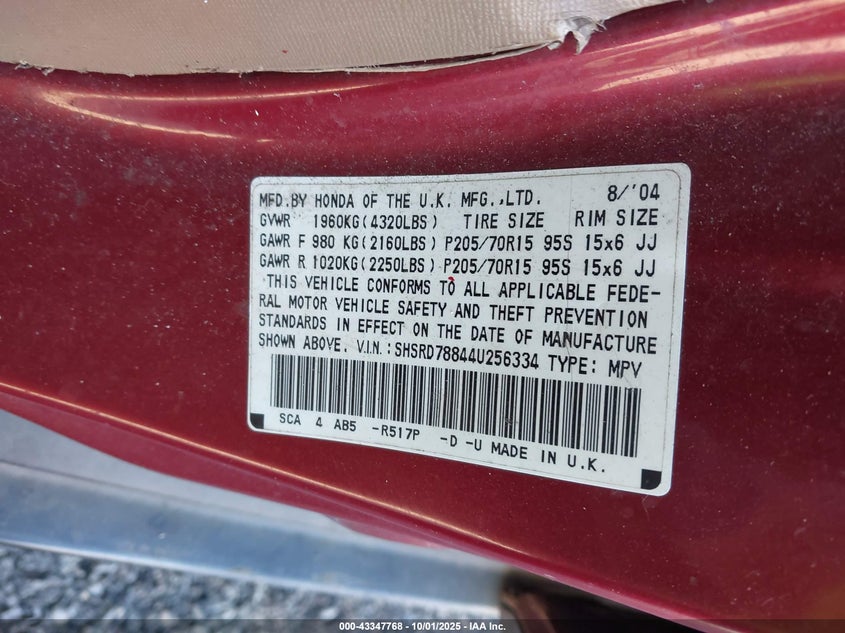 MFD.BY HONDA OF THE U.K. MFG.,LTD. 8/'04
GVWR 1960KG(4320LBS) TIRE SIZE RIM SIZE
GAWR F 980 KG(2160LBS) P205/70R15 95S 15x6 JJ
GAWR R 1020KG(2250LBS) P205/70R15 95S 15x6 JJ
THIS VEHICLE CONFORMS TO ALL APPLICABLE FEDE-
RAL MOTOR VEHICLE SAFETY AND THEFT PREVENTION
STANDARDS IN EFFECT ON THE DATE OF MANUFACTURE
SHOWN ABOVE. V.I.N.:SHSRD78844U256334 TYPE: MPV
SCA 4 AB5 -R517P -D -U MADE IN U.K.
000-43347768 - 10/01/2025 - IAA Inc.